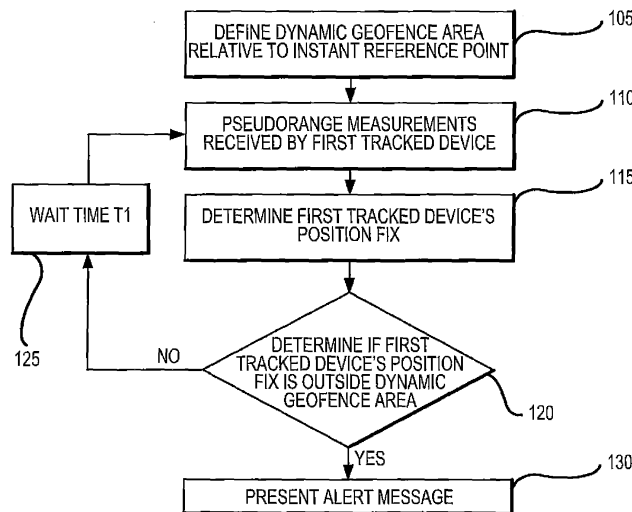 DEFINE DYNAMIC GEOFENCE AREA
RELATIVE TO INSTANT REFERENCE POINT
105
PSEUDORANGE MEASUREMENTS
RECEIVED BY FIRST TRACKED DEVICE
110
DETERMINE FIRST TRACKED DEVICE'S
POSITION FIX
115
WAIT TIME T1
125
DETERMINE IF FIRST
TRACKED DEVICE'S POSITION
FIX IS OUTSIDE DYNAMIC
GEOFENCE AREA
120
NO
YES
PRESENT ALERT MESSAGE
130